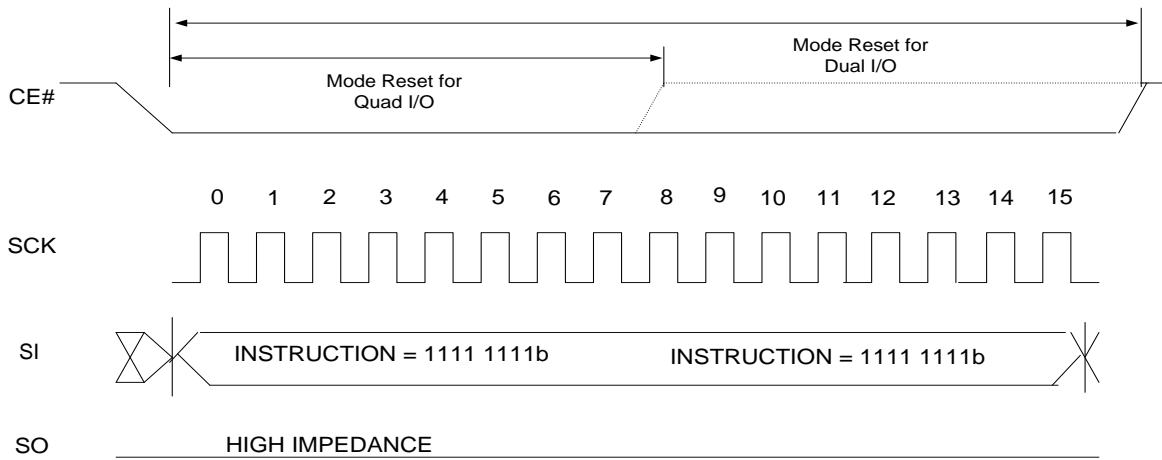 Mode Reset for
Dual I/O
Mode Reset for
Quad I/O
CE#
0 1 2 3 4 5 6 7 8 9 10 11 12 13 14 15
SCK
SI
INSTRUCTION = 1111 1111b INSTRUCTION = 1111 1111b
SO
HIGH IMPEDANCE